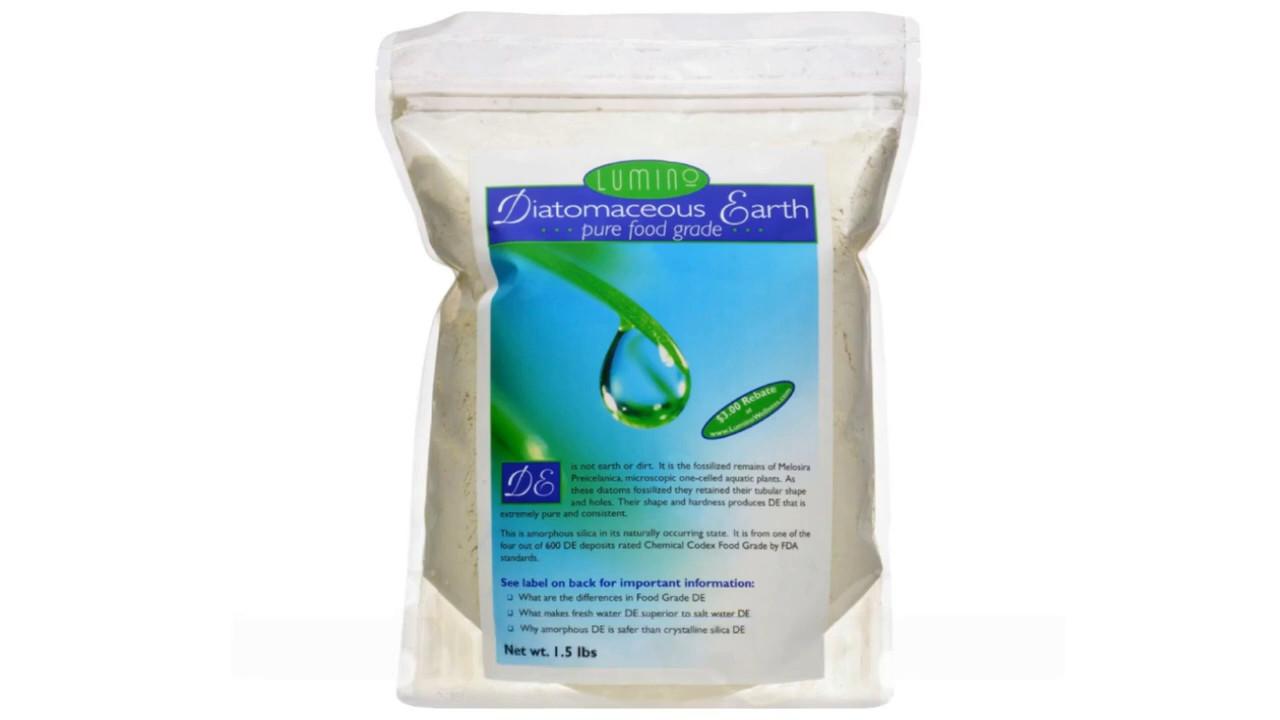 LUMINO
Diatomaceous Earth
pure food grade
$3.00 Rebate
at
www.LuminoWellness.com
DE
is not earth or dirt. It is the fossilized remains of Melosira
Preicelanica, microscopic one-celled aquatic plants. As
these diatoms fossilized they retained their tubular shape
and holes. Their shape and hardness produces DE that is
extremely pure and consistent.
This is amorphous silica in its naturally occurring state. It is from one of the
four out of 600 DE deposits rated Chemical Codex Food Grade by FDA
standards.
See label on back for important information:
❑ What are the differences in Food Grade DE
❑ What makes fresh water DE superior to salt water DE
❑ Why amorphous DE is safer than crystalline silica DE
Net wt. 1.5 lbs